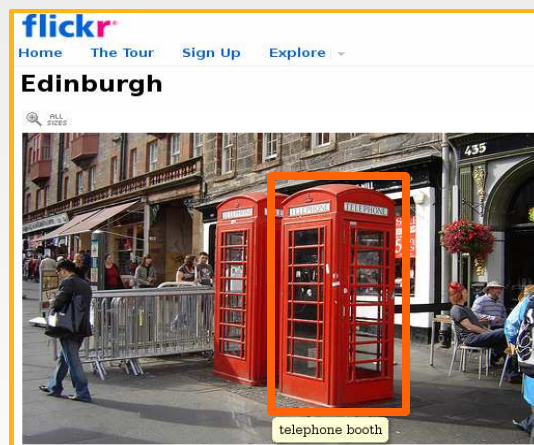 flickr
Home The Tour Sign Up Explore
Edinburgh
ALL SIZES
435
TELEPHONE TELEPHONE TELEPHONE
telephone booth